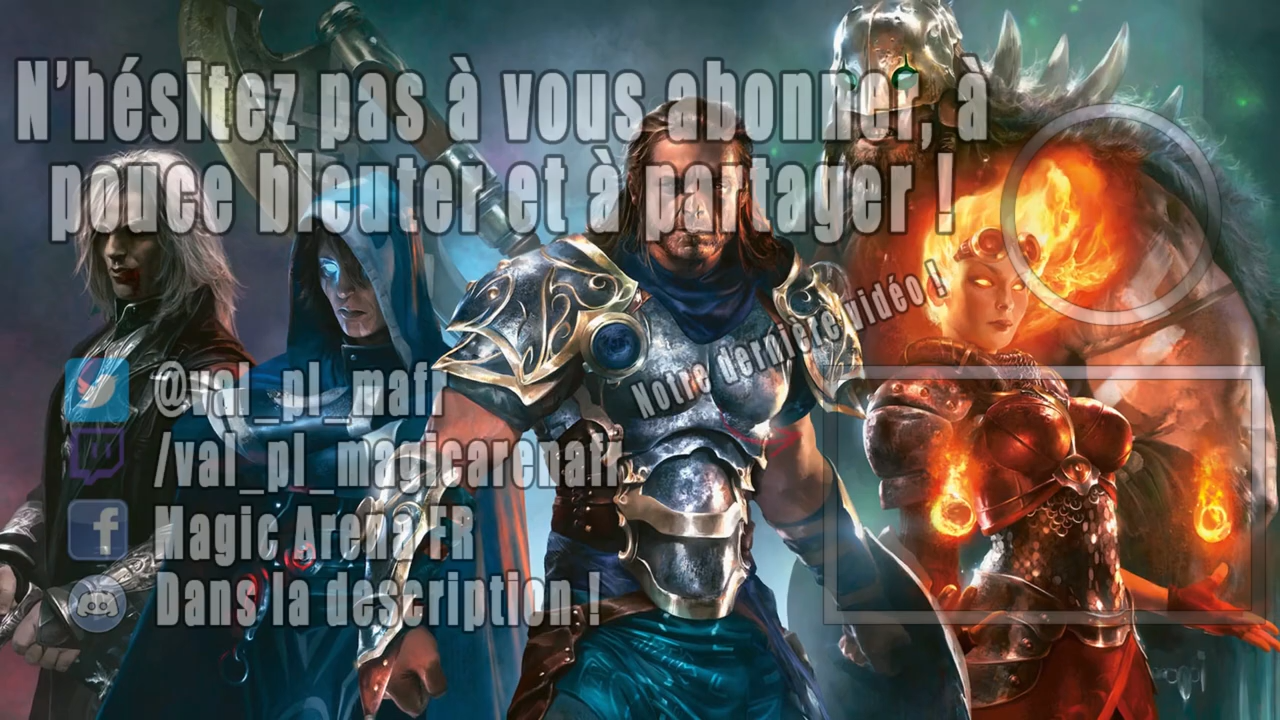 N'hésitez pas à vous abonner, à
pouce bleuter et à partager !
Notre dernière vidéo !
@val_pl_mafr
/val_pl_magicarenafr
Magic Arena FR
Dans la description !